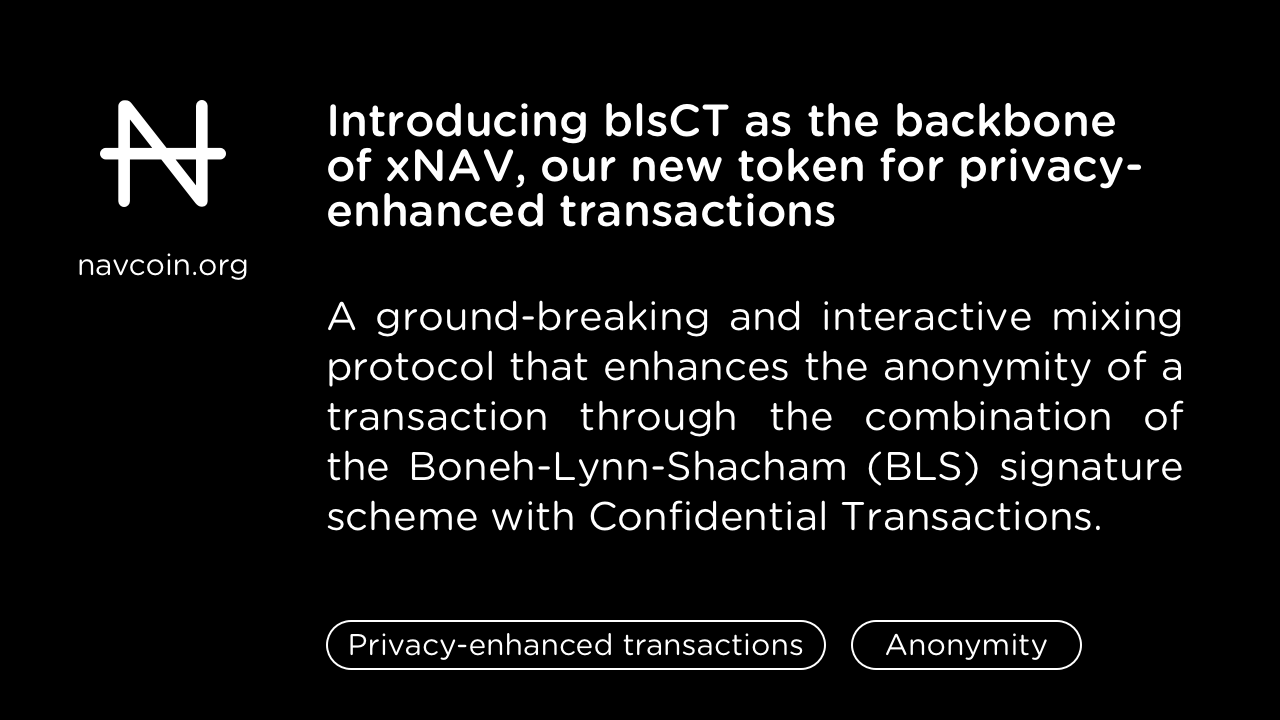 Introducing blsCT as the backbone
of xNAV, our new token for privacy-
enhanced transactions
navcoin.org
A ground-breaking and interactive mixing
protocol that enhances the anonymity of a
transaction through the combination of
the Boneh-Lynn-Shacham (BLS) signature
scheme with Confidential Transactions.
Privacy-enhanced transactions
Anonymity